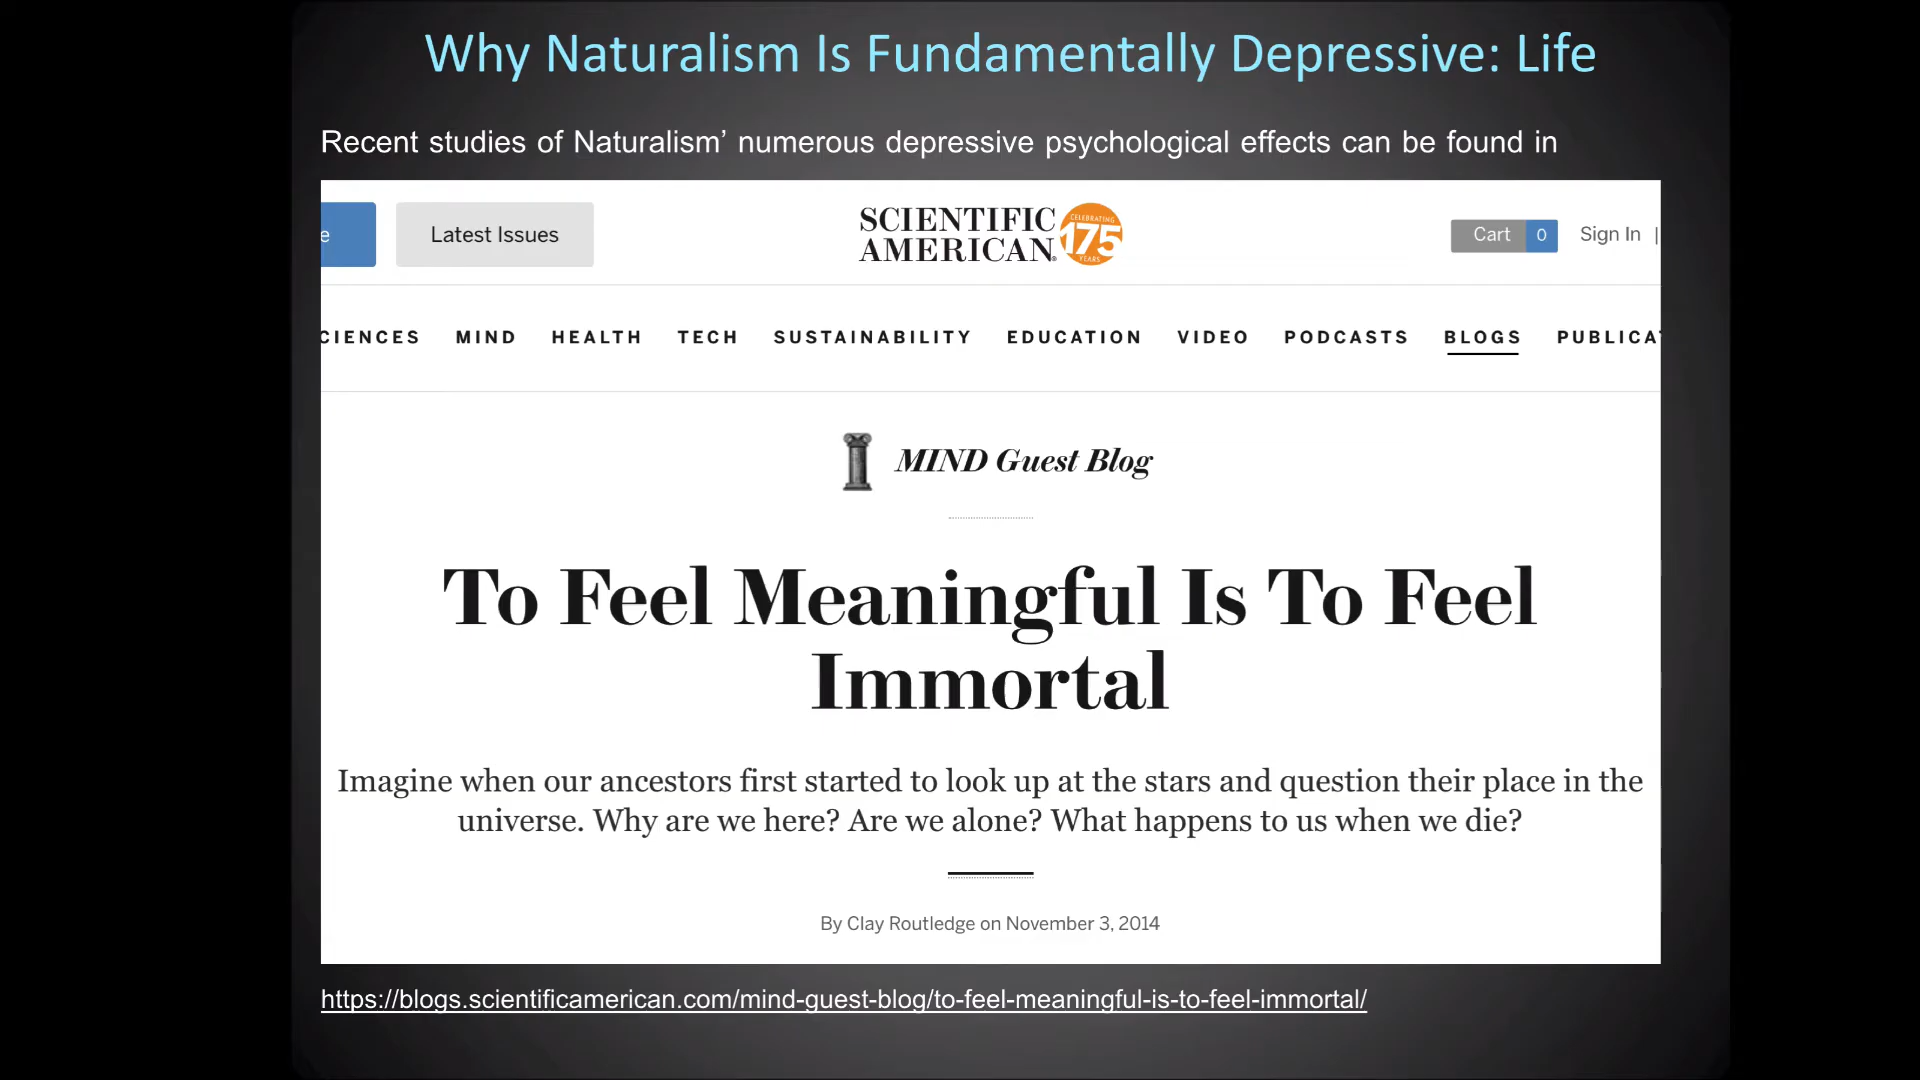 Why Naturalism Is Fundamentally Depressive: Life
Recent studies of Naturalism’ numerous depressive psychological effects can be found in
e
Latest Issues
SCIENTIFIC
AMERICAN®
CELEBRATING
175
YEARS
Cart 0 Sign In |
CIENCES MIND HEALTH TECH SUSTAINABILITY EDUCATION VIDEO PODCASTS BLOGS PUBLICA
MIND Guest Blog
To Feel Meaningful Is To Feel
Immortal
Imagine when our ancestors first started to look up at the stars and question their place in the
universe. Why are we here? Are we alone? What happens to us when we die?
By Clay Routledge on November 3, 2014
https://blogs.scientificamerican.com/mind-guest-blog/to-feel-meaningful-is-to-feel-immortal/